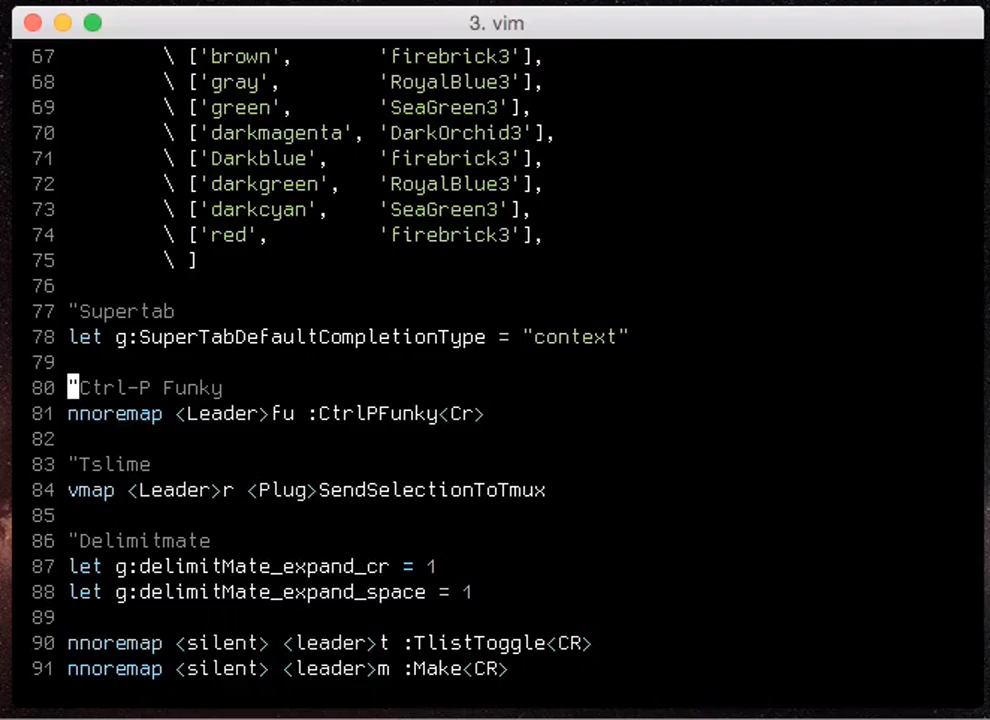 3. vim
67         \ ['brown',       'firebrick3'],
68         \ ['gray',        'RoyalBlue3'],
69         \ ['green',       'SeaGreen3'],
70         \ ['darkmagenta', 'DarkOrchid3'],
71         \ ['Darkblue',    'firebrick3'],
72         \ ['darkgreen',   'RoyalBlue3'],
73         \ ['darkcyan',    'SeaGreen3'],
74         \ ['red',         'firebrick3'],
75         \ ]
76
77 "Supertab
78 let g:SuperTabDefaultCompletionType = "context"
79
80 "Ctrl-P Funky
81 nnoremap <Leader>fu :CtrlPFunky<Cr>
82
83 "Tslime
84 vmap <Leader>r <Plug>SendSelectionToTmux
85
86 "Delimitmate
87 let g:delimitMate_expand_cr = 1
88 let g:delimitMate_expand_space = 1
89
90 nnoremap <silent> <leader>t :TlistToggle<CR>
91 nnoremap <silent> <leader>m :Make<CR>